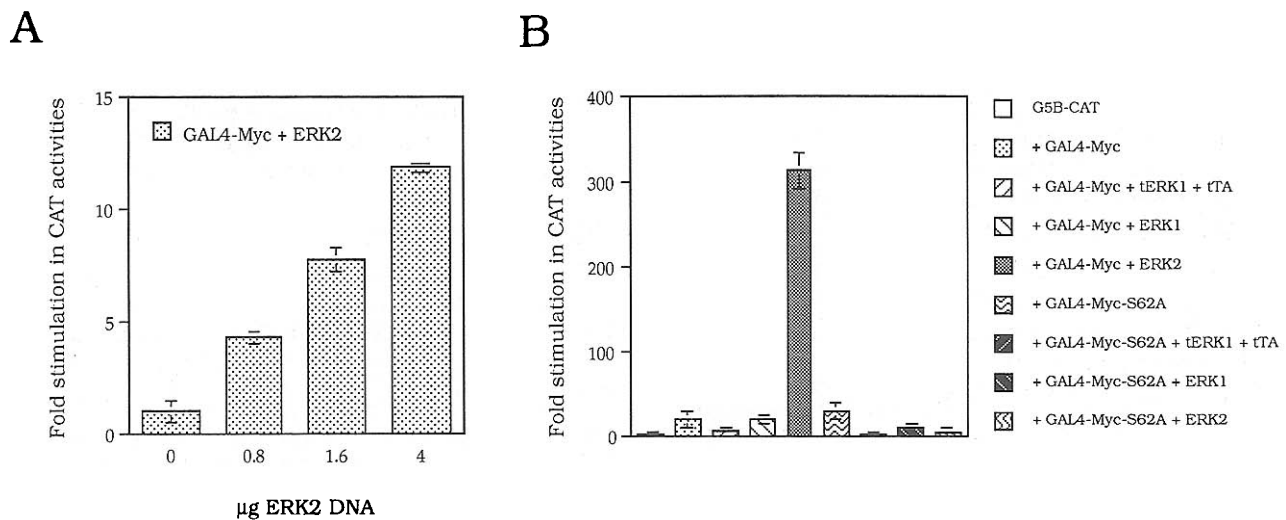 A
Fold stimulation in CAT activities
15
10
5
0
GAL4-Myc + ERK2
0 0.8 1.6 4
µg ERK2 DNA
B
Fold stimulation in CAT activities
400
300
200
100
0
G5B-CAT
+ GAL4-Myc
+ GAL4-Myc + tERK1 + tTA
+ GAL4-Myc + ERK1
+ GAL4-Myc + ERK2
+ GAL4-Myc-S62A
+ GAL4-Myc-S62A + tERK1 + tTA
+ GAL4-Myc-S62A + ERK1
+ GAL4-Myc-S62A + ERK2